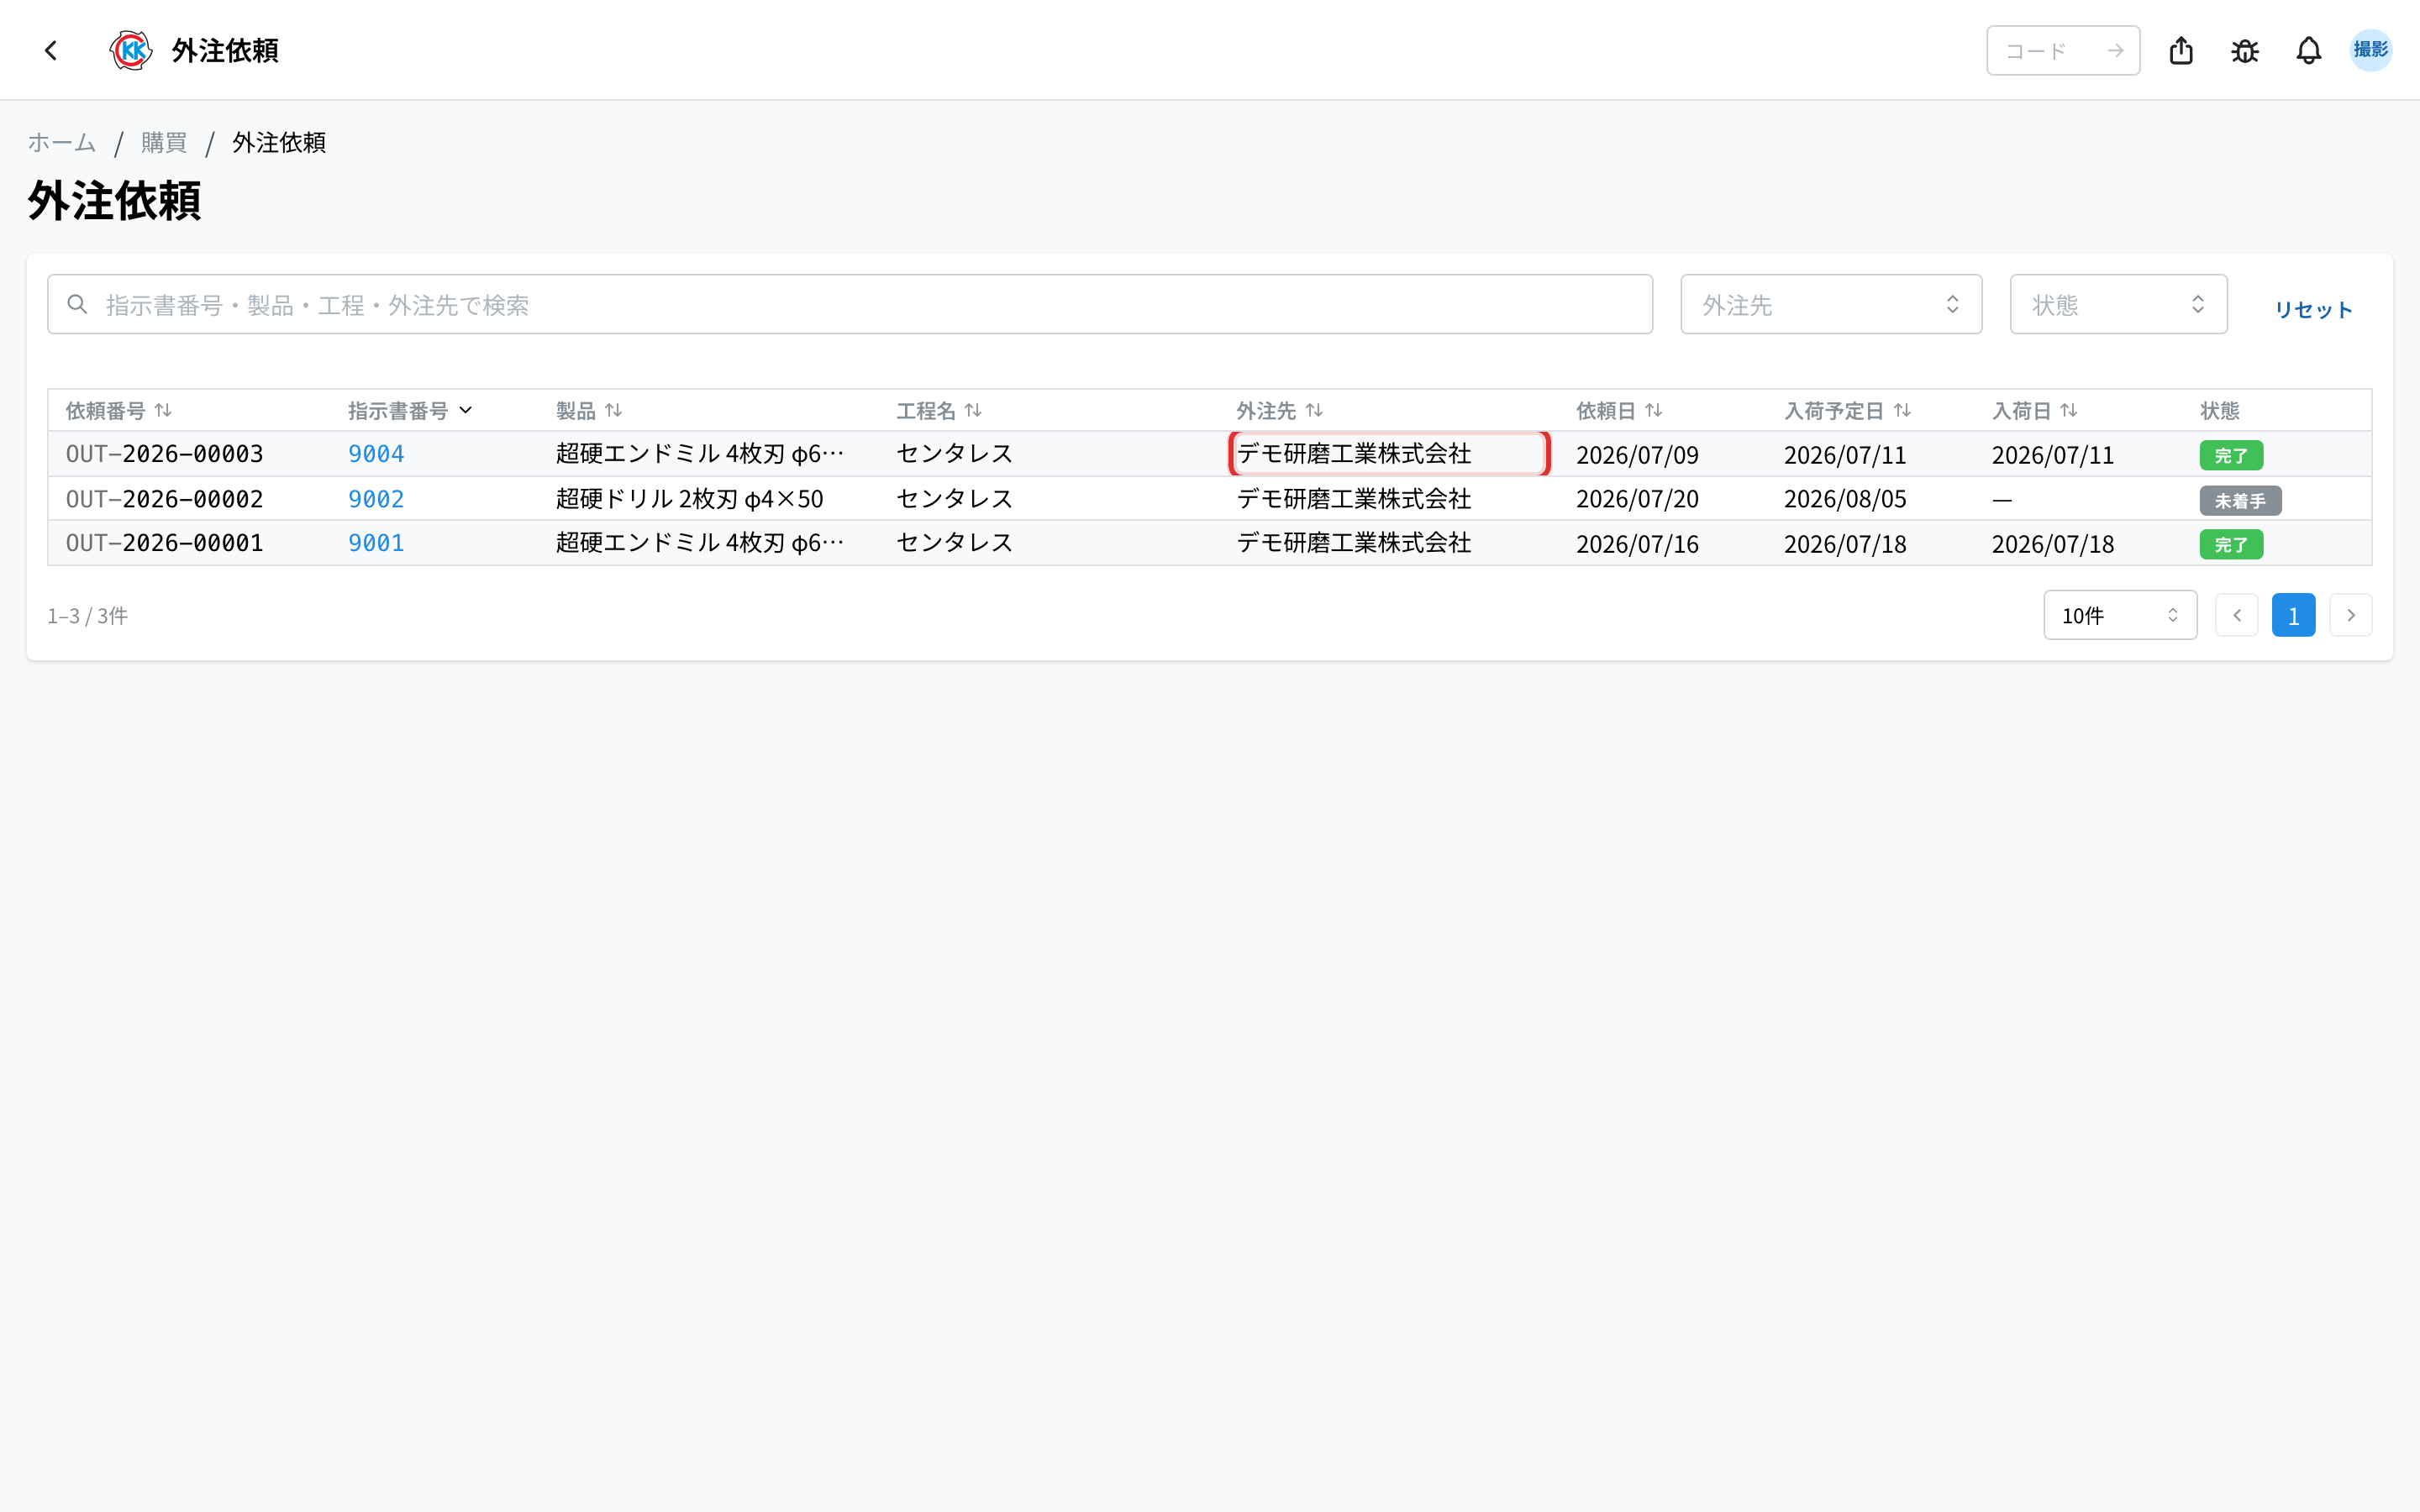 CKK 外注依頼
コード
撮影
ホーム / 購買 / 外注依頼
外注依頼
指示書番号・製品・工程・外注先で検索
外注先
状態
リセット
依頼番号 指示書番号 製品 工程名 外注先 依頼日 入荷予定日 入荷日 状態
OUT-2026-00003 9004 超硬エンドミル 4枚刃 φ6… センタレス デモ研磨工業株式会社 2026/07/09 2026/07/11 2026/07/11 完了
OUT-2026-00002 9002 超硬ドリル 2枚刃 φ4×50 センタレス デモ研磨工業株式会社 2026/07/20 2026/08/05 — 未着手
OUT-2026-00001 9001 超硬エンドミル 4枚刃 φ6… センタレス デモ研磨工業株式会社 2026/07/16 2026/07/18 2026/07/18 完了
1–3 / 3件
10件
1